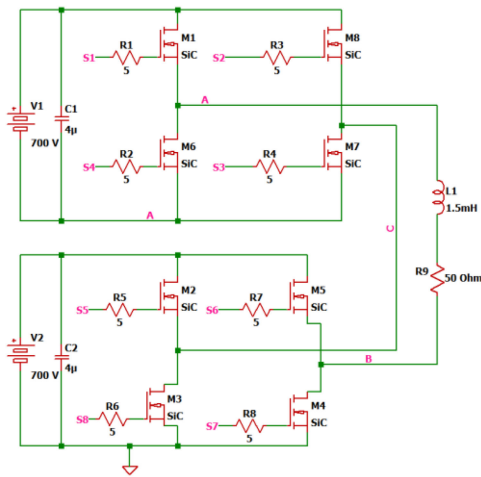 M1
M8
S1
R1
S2
R3
SiC
SiC
5
5
A
V1
C1
4µ
700 V
M6
M7
S4
R2
S3
R4
SiC
SiC
5
5
L1
1.5mH
A
C
R9
50 Ohm
M2
M5
S5
R5
S6
R7
SiC
SiC
5
5
V2
C2
4µ
700 V
B
M3
M4
S8
R6
S7
R8
SiC
SiC
5
5